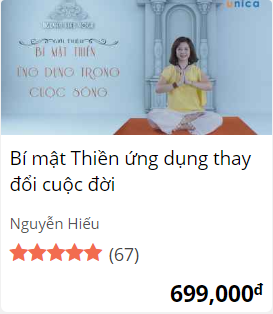 unica
BÍ MẬT THIỀN
ỨNG DỤNG TRONG
CUỘC SỐNG
Bí mật Thiền ứng dụng thay
đổi cuộc đời
Nguyễn Hiếu
(67)
699,000đ